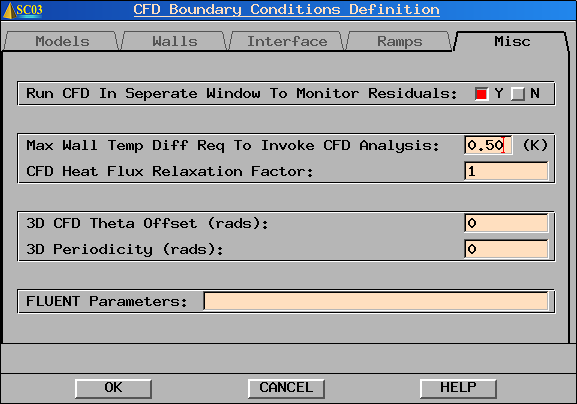 SC03 CFD Boundary Conditions Definition
Models Walls Interface Ramps Misc
Run CFD In Seperate Window To Monitor Residuals: Y N
Max Wall Temp Diff Req To Invoke CFD Analysis: 0.50 (K)
CFD Heat Flux Relaxation Factor: 1
3D CFD Theta Offset (rads): 0
3D Periodicity (rads): 0
FLUENT Parameters:
OK CANCEL HELP